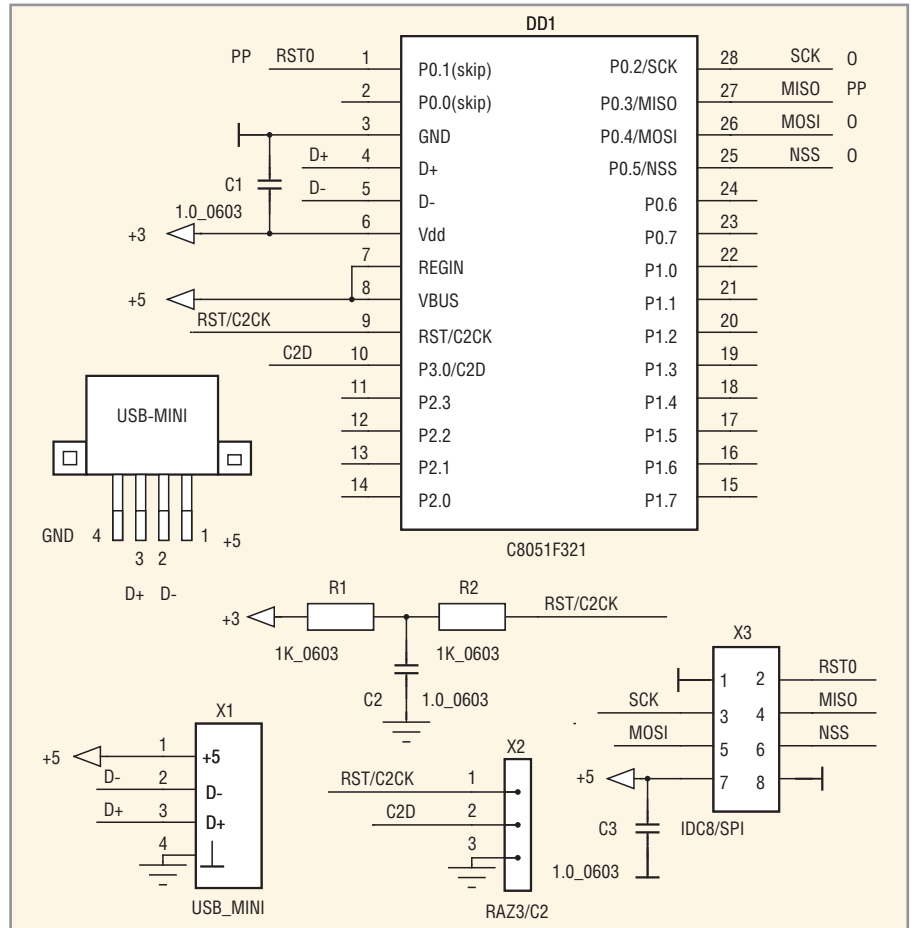 DD1
PP RST0 1 P0.1(skip) P0.2/SCK 28 SCK O
2 P0.0(skip) P0.3/MISO 27 MISO PP
3 GND P0.4/MOSI 26 MOSI O
D+ 4 D+ P0.5/NSS 25 NSS O
C1 D- 5 D- P0.6 24
1.0_0603
+3 6 Vdd P0.7 23
7 REGIN P1.0 22
+5 8 VBUS P1.1 21
RST/C2CK 9 RST/C2CK P1.2 20
C2D 10 P3.0/C2D P1.3 19
11 P2.3 P1.4 18
12 P2.2 P1.5 17
13 P2.1 P1.6 16
14 P2.0 P1.7 15
C8051F321
USB-MINI
GND 4 1 +5
3 2
D+ D-
R1 R2
+3 RST/C2CK
1K_0603 1K_0603
C2 1.0_0603
X1
+5 1 +5
D- 2 D-
D+ 3 D+
4
USB_MINI
X2
RST/C2CK 1
C2D 2
3
RAZ3/C2
X3
1 2 RST0
SCK 3 4 MISO
MOSI 5 6 NSS
+5 7 8
C3 IDC8/SPI
1.0_0603